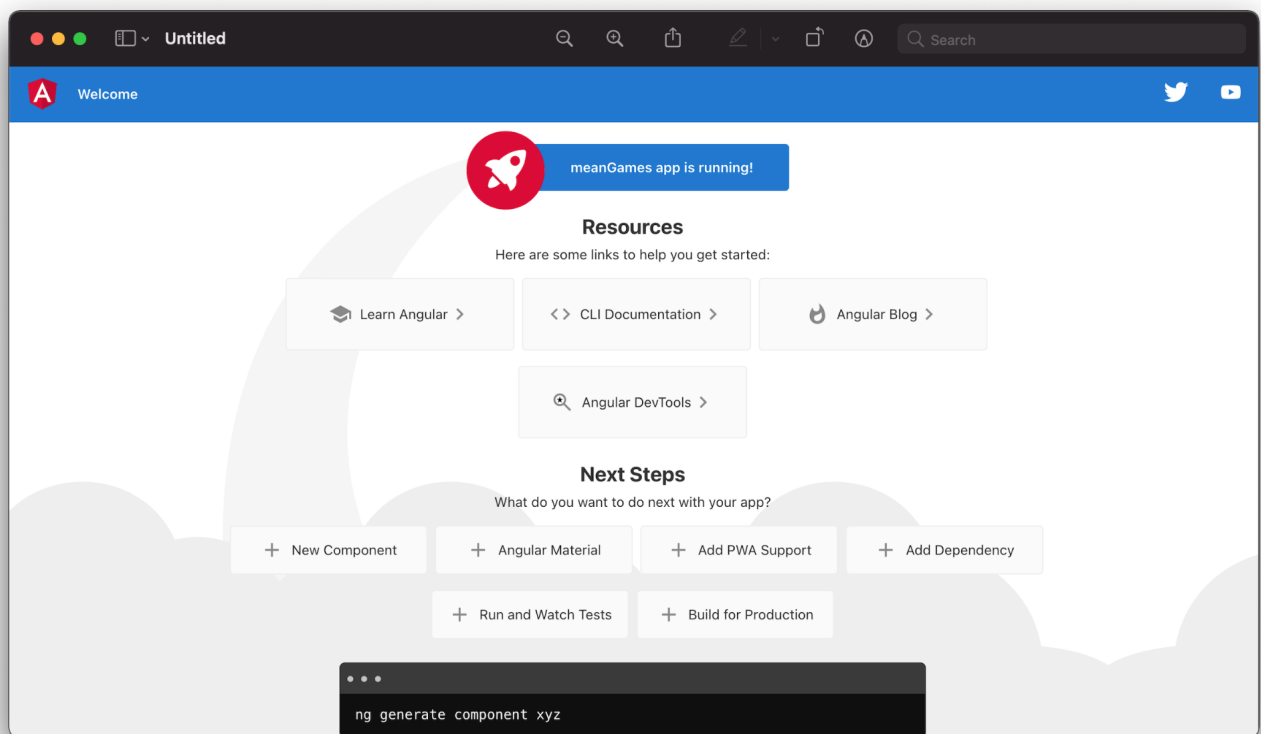 Untitled
Search
Welcome
meanGames app is running!
Resources
Here are some links to help you get started:
Learn Angular
CLI Documentation
Angular Blog
Angular DevTools
Next Steps
What do you want to do next with your app?
New Component
Angular Material
Add PWA Support
Add Dependency
Run and Watch Tests
Build for Production
ng generate component xyz